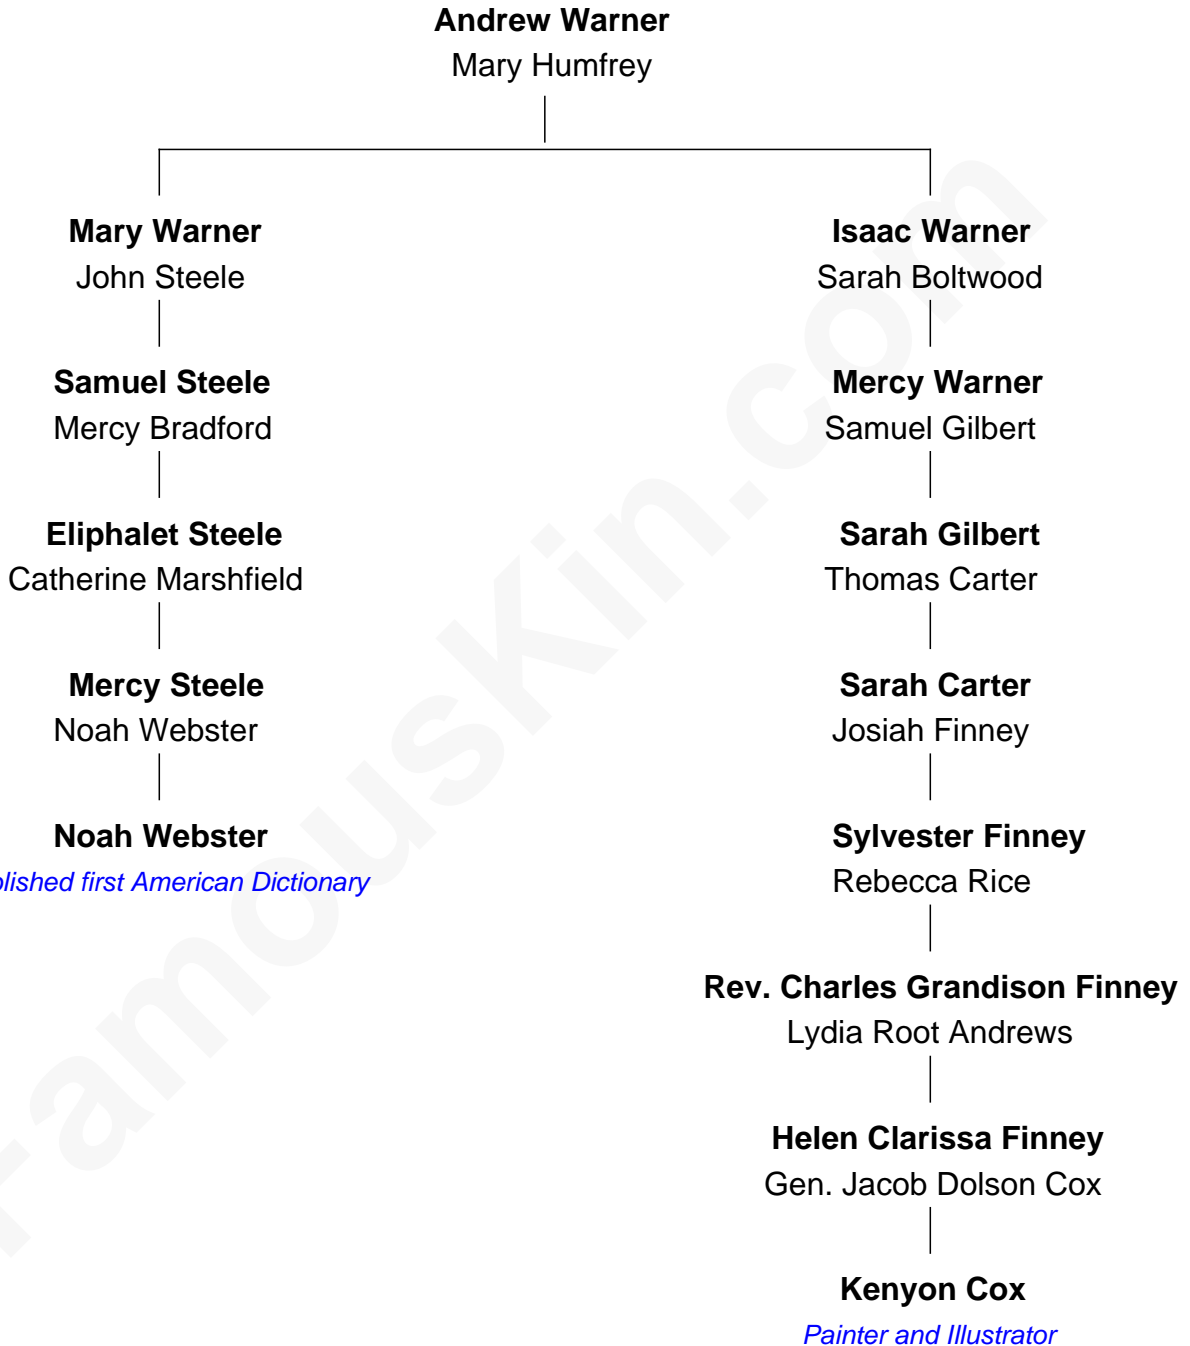 Andrew Warner
Mary Humfrey
Mary Warner
John Steele
Samuel Steele
Mercy Bradford
Eliphalet Steele
Catherine Marshfield
Mercy Steele
Noah Webster
Noah Webster
lished first American Dictionary
Isaac Warner
Sarah Boltwood
Mercy Warner
Samuel Gilbert
Sarah Gilbert
Thomas Carter
Sarah Carter
Josiah Finney
Sylvester Finney
Rebecca Rice
Rev. Charles Grandison Finney
Lydia Root Andrews
Helen Clarissa Finney
Gen. Jacob Dolson Cox
Kenyon Cox
Painter and Illustrator
FamousKin.com